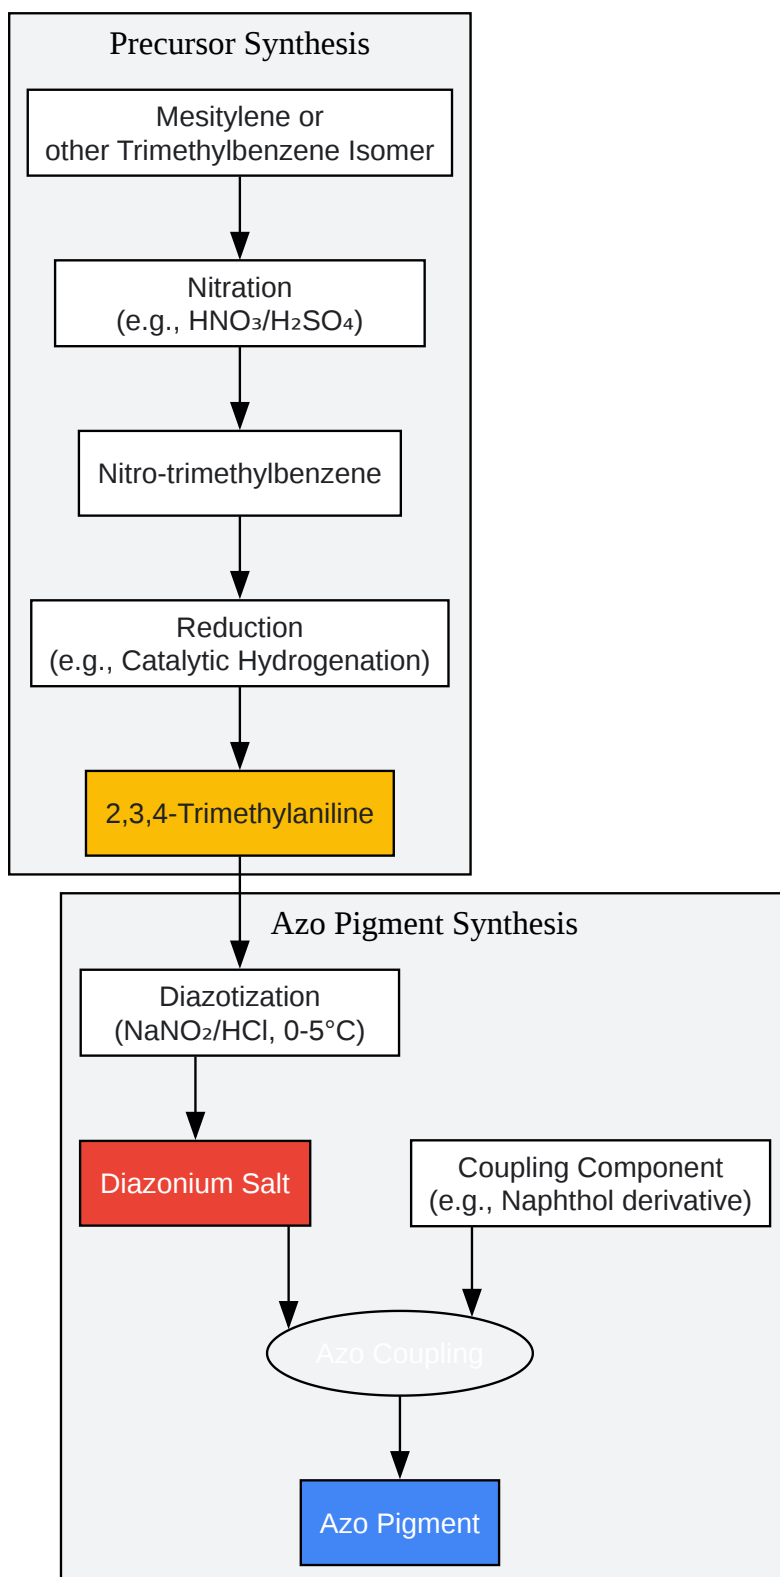 Precursor Synthesis
Mesitylene or
other Trimethylbenzene Isomer
Nitration
(e.g., HNO₃/H₂SO₄)
Nitro-trimethylbenzene
Reduction
(e.g., Catalytic Hydrogenation)
2,3,4-Trimethylaniline
Azo Pigment Synthesis
Diazotization
(NaNO₂/HCl, 0-5°C)
Diazonium Salt
Coupling Component
(e.g., Naphthol derivative)
Azo Coupling
Azo Pigment